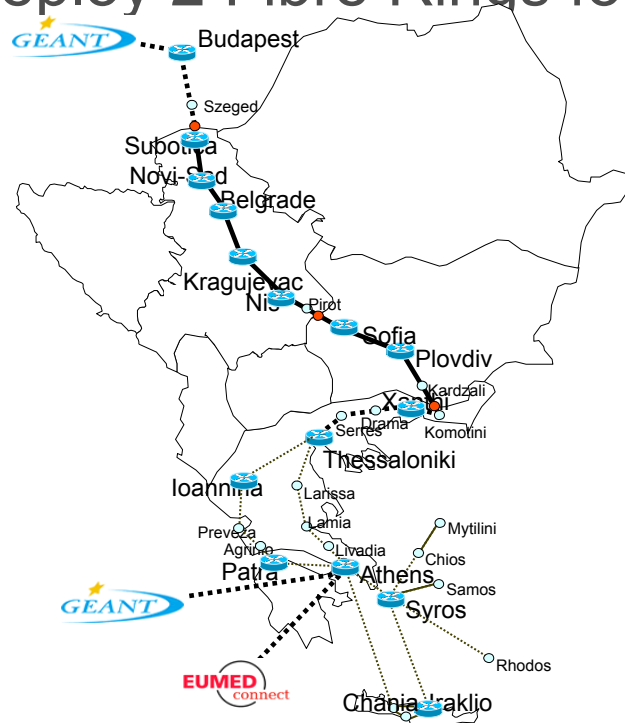 GEANT
Budapest
Szeged
Subotica
Novi-Sad
Belgrade
Kragujevac
Nis
Pirot
Sofia
Plovdiv
Kardzali
Xanthi
Drama
Komotini
Serres
Thessaloniki
Ioannina
Larissa
Lamia
Preveza
Agrinio
Livadia
Patra
Athens
Mytilini
Chios
Samos
Syros
GEANT
Rhodos
EUMED
connect
Chania Iraklio